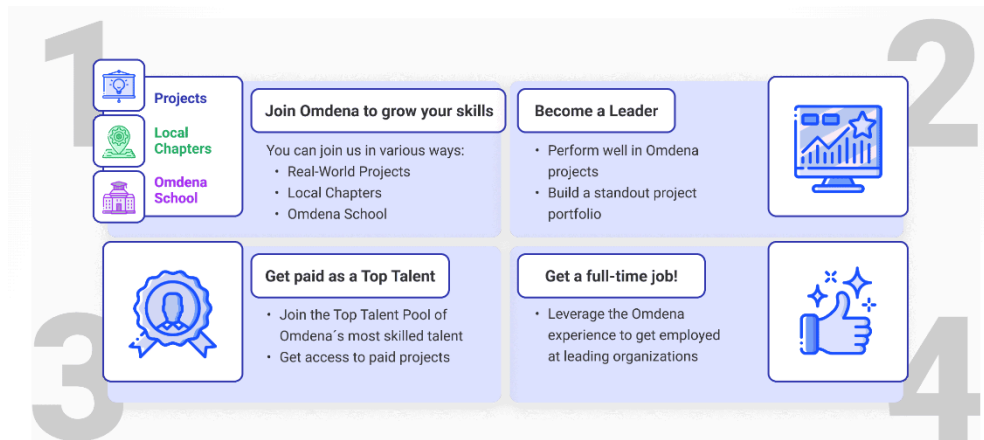 1
Projects
Local
Chapters
Omdena
School
Join Omdena to grow your skills
You can join us in various ways:
• Real-World Projects
• Local Chapters
• Omdena School
2
Become a Leader
• Perform well in Omdena
projects
• Build a standout project
portfolio
3
Get paid as a Top Talent
• Join the Top Talent Pool of
Omdena´s most skilled talent
• Get access to paid projects
4
Get a full-time job!
• Leverage the Omdena
experience to get employed
at leading organizations